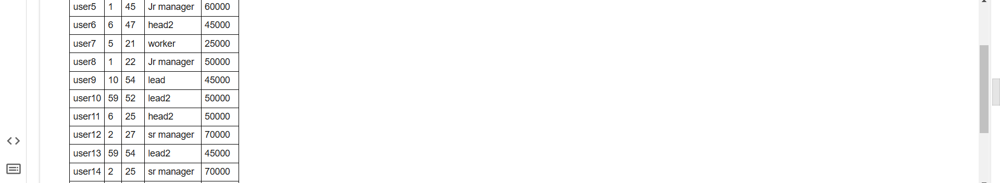 user5 1 45 Jr manager 60000
user6 6 47 head2 45000
user7 5 21 worker 25000
user8 1 22 Jr manager 50000
user9 10 54 lead 45000
user10 59 52 lead2 50000
user11 6 25 head2 50000
user12 2 27 sr manager 70000
user13 59 54 lead2 45000
user14 2 25 sr manager 70000